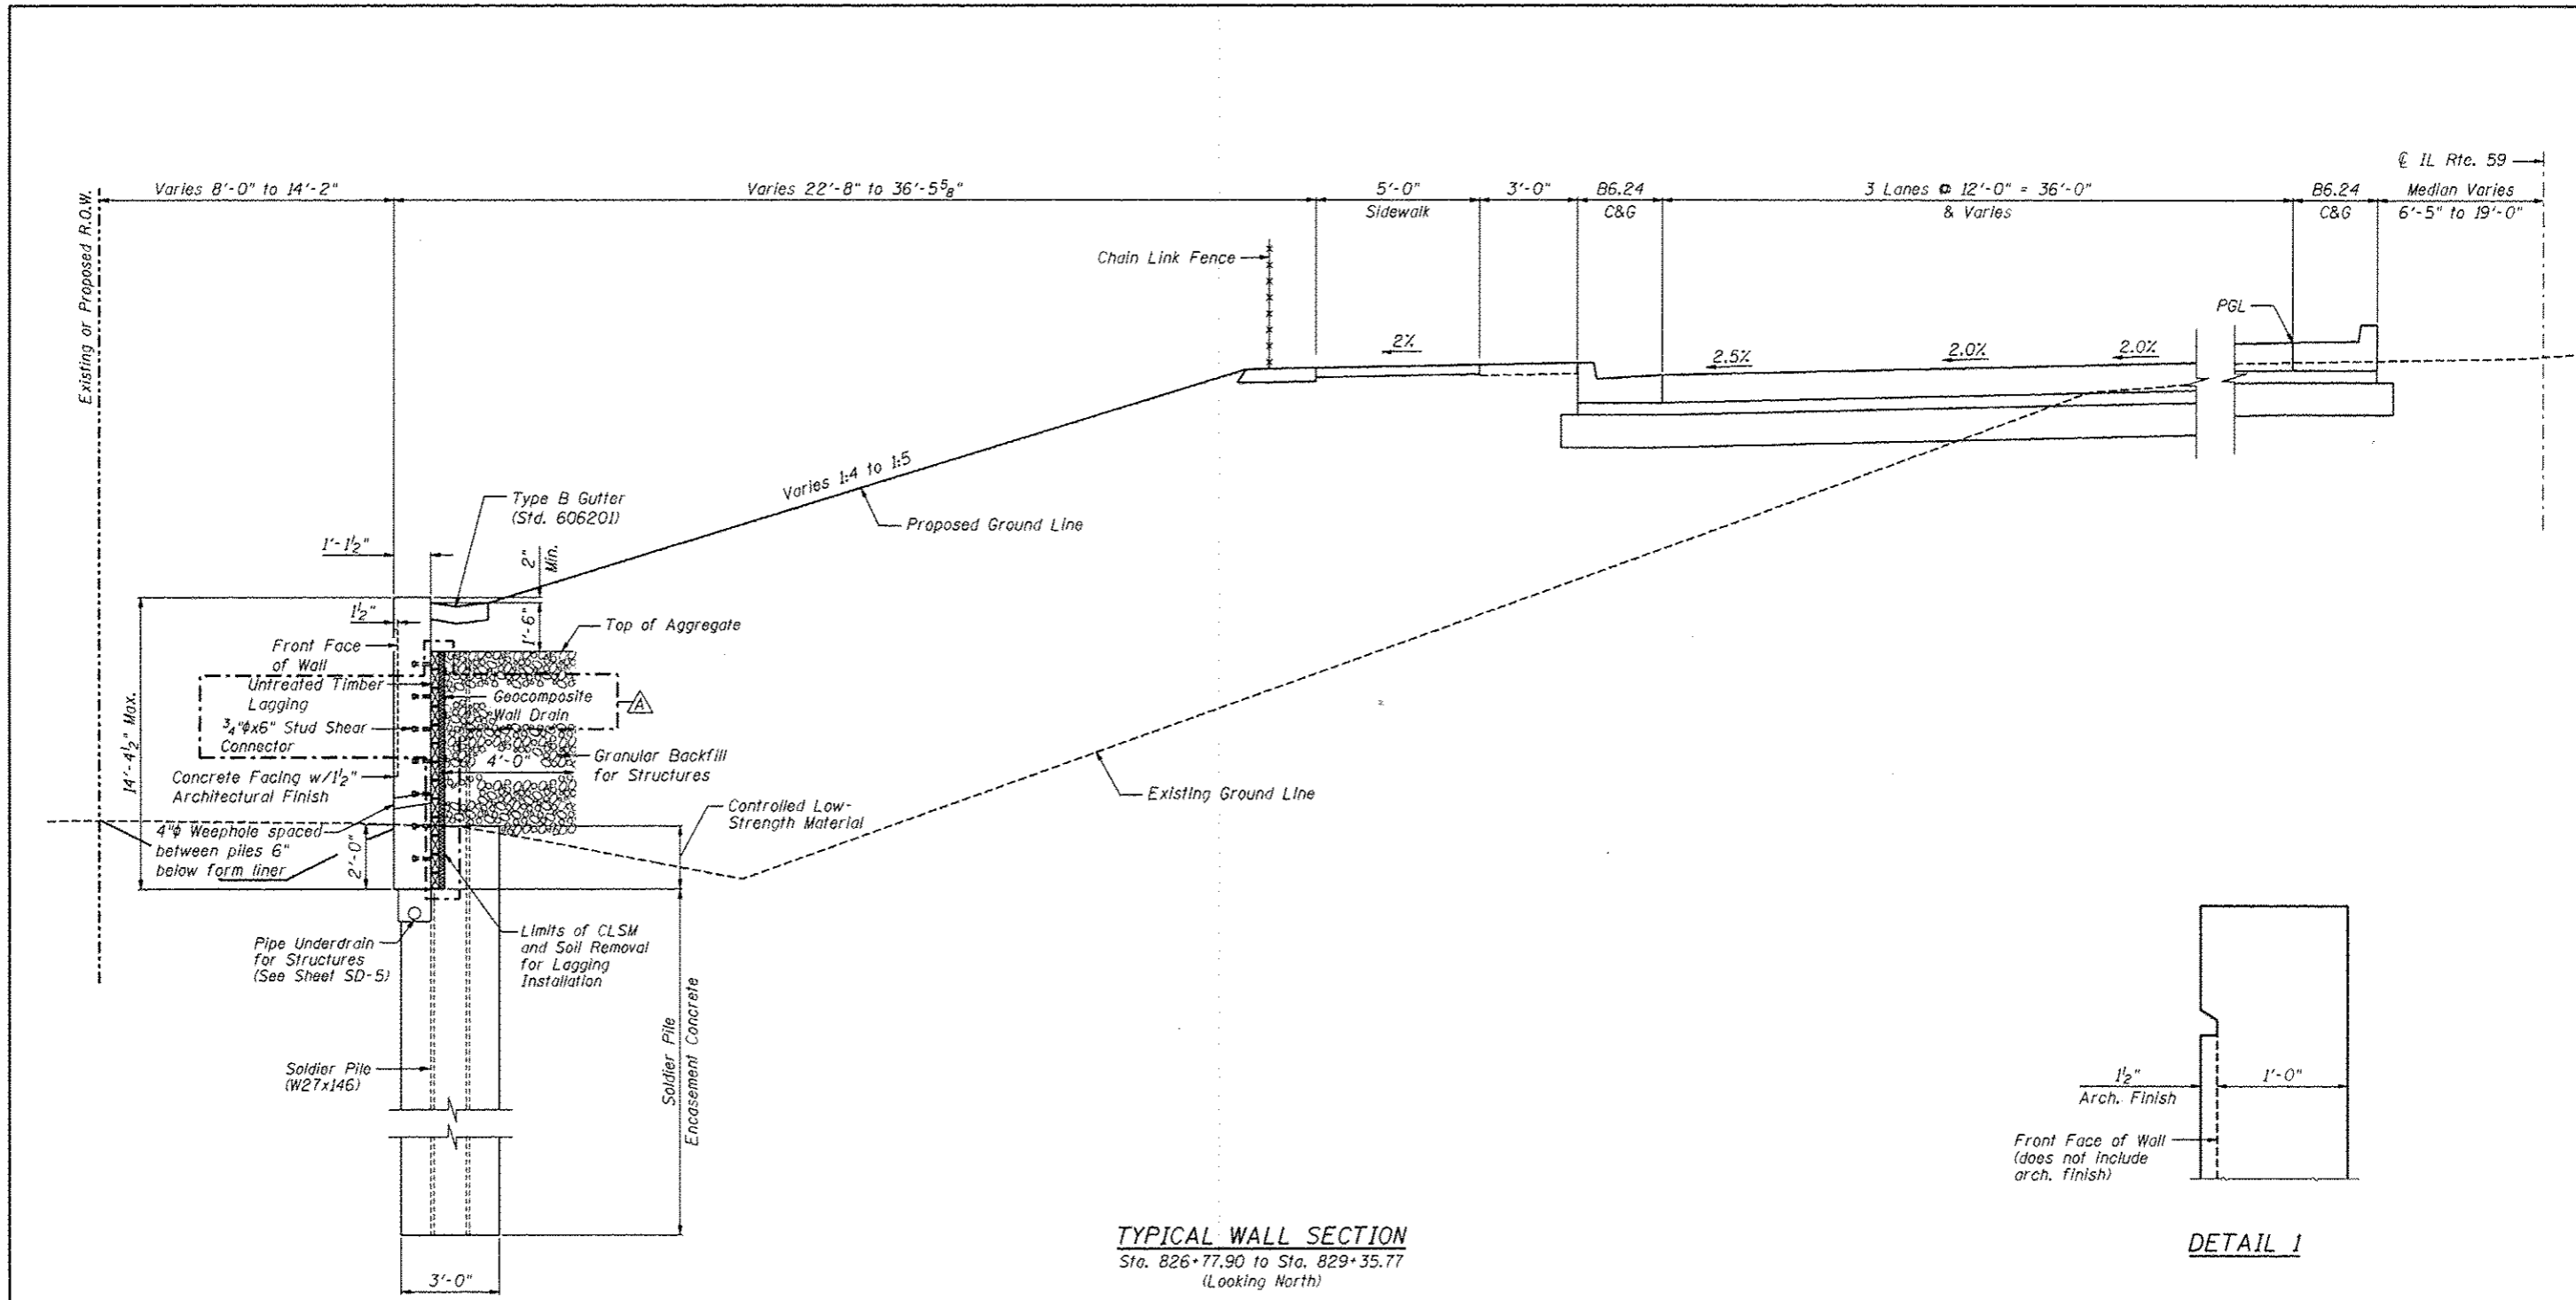 ℄ IL Rte. 59
Varies 8'-0" to 14'-2"
Varies 22'-8" to 36'-5⅝"
5'-0"
Sidewalk
3'-0"
B6.24
C&G
3 Lanes @ 12'-0" = 36'-0"
& Varies
B6.24
C&G
Median Varies
6'-5" to 19'-0"
Existing or Proposed R.O.W.
Chain Link Fence
PGL
2%
2.5%
2.0%
2.0%
Varies 1:4 to 1:5
Proposed Ground Line
Type B Gutter
(Std. 606201)
1'-1½"
2"
Min.
1½"
1'-6"
Top of Aggregate
Front Face
of Wall
Untreated Timber
Lagging
¾"ϕx6" Stud Shear
Connector
Geocomposite
Wall Drain
A
14'-4½" Max.
Concrete Facing w/1½"
Architectural Finish
4'-0"
Granular Backfill
for Structures
Existing Ground Line
Controlled Low-
Strength Material
4"ϕ Weephole spaced
between piles 6"
below form liner
2'-0"
Pipe Underdrain
for Structures
(See Sheet SD-5)
Limits of CLSM
and Soil Removal
for Lagging
Installation
Soldier Pile
Encasement Concrete
Soldier Pile
(W27x146)
3'-0"
1½"
Arch. Finish
1'-0"
Front Face of Wall
(does not include
arch. finish)
TYPICAL WALL SECTION
Sta. 826+77.90 to Sta. 829+35.77
(Looking North)
DETAIL 1